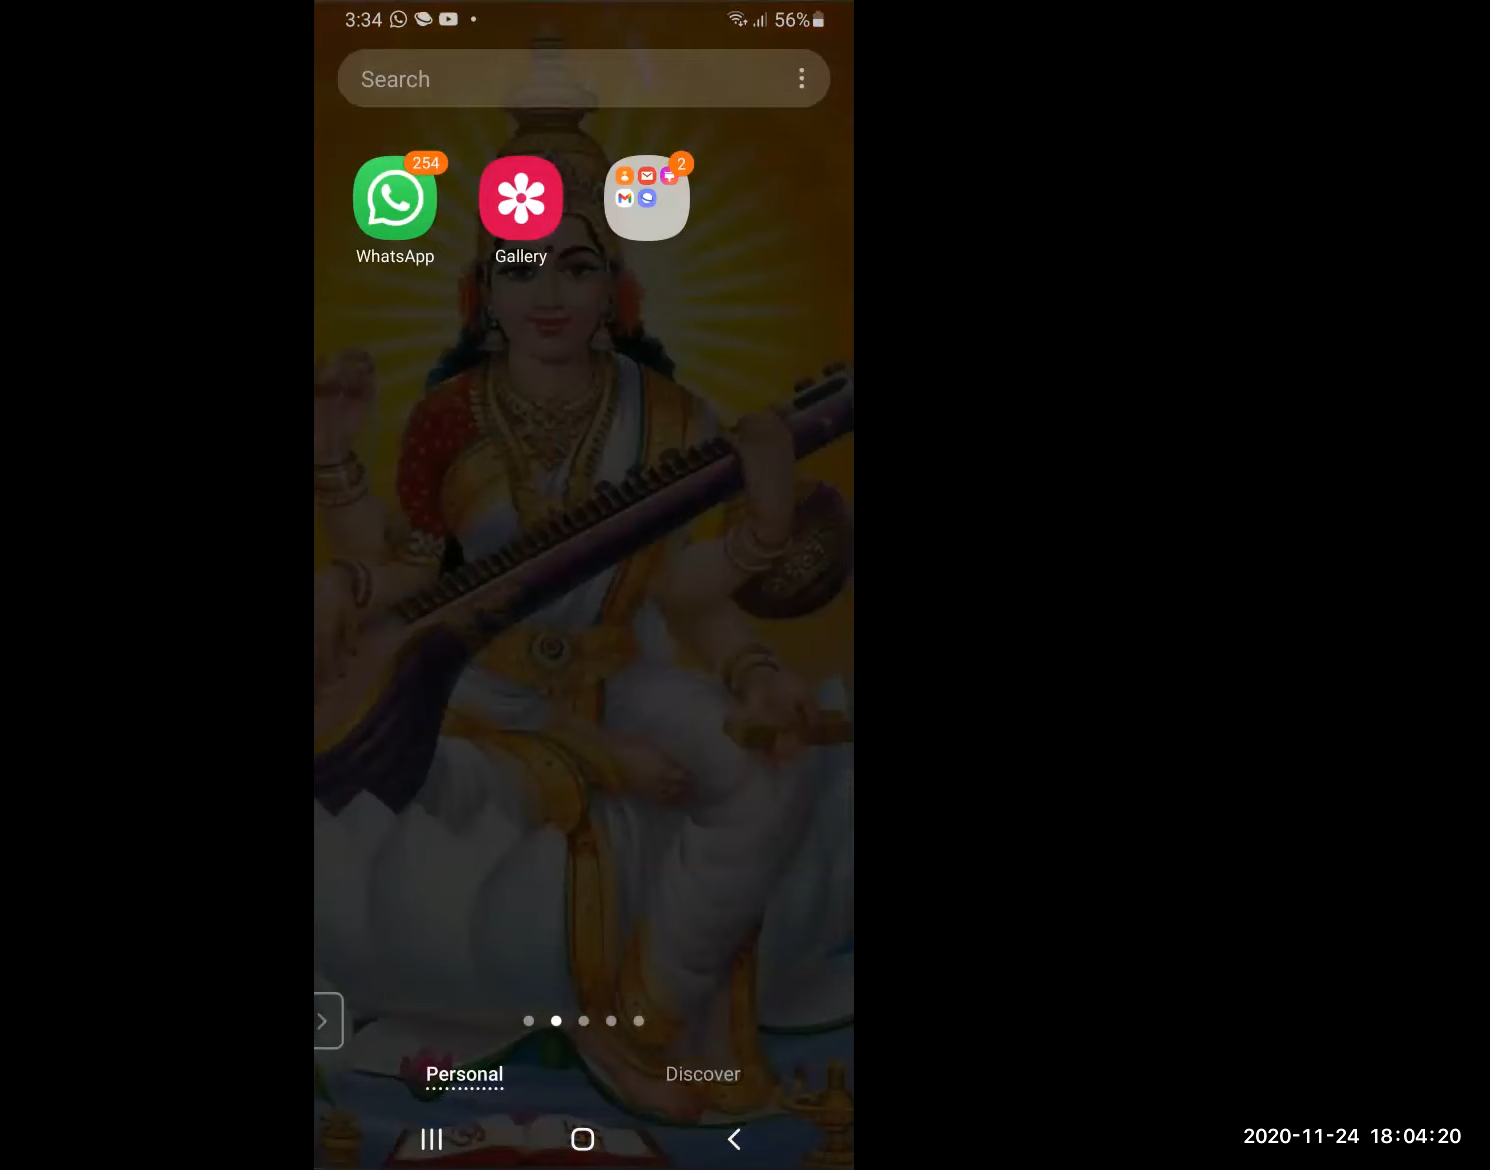 3:34
56%
Search
254
2
WhatsApp
Gallery
Personal
Discover
2020-11-24 18:04:20